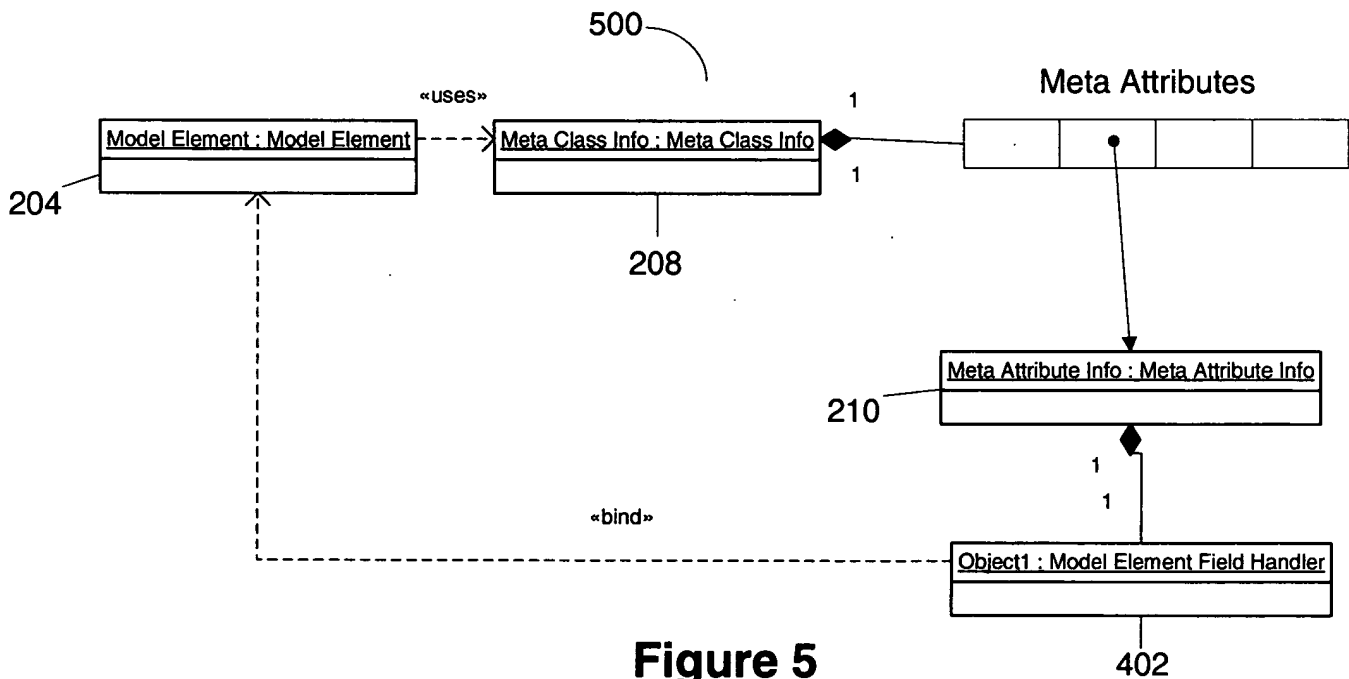 500
Meta Attributes
«uses»
1
Model Element : Model Element
Meta Class Info : Meta Class Info
1
204
208
Meta Attribute Info : Meta Attribute Info
210
1
1
«bind»
Object1 : Model Element Field Handler
Figure 5
402